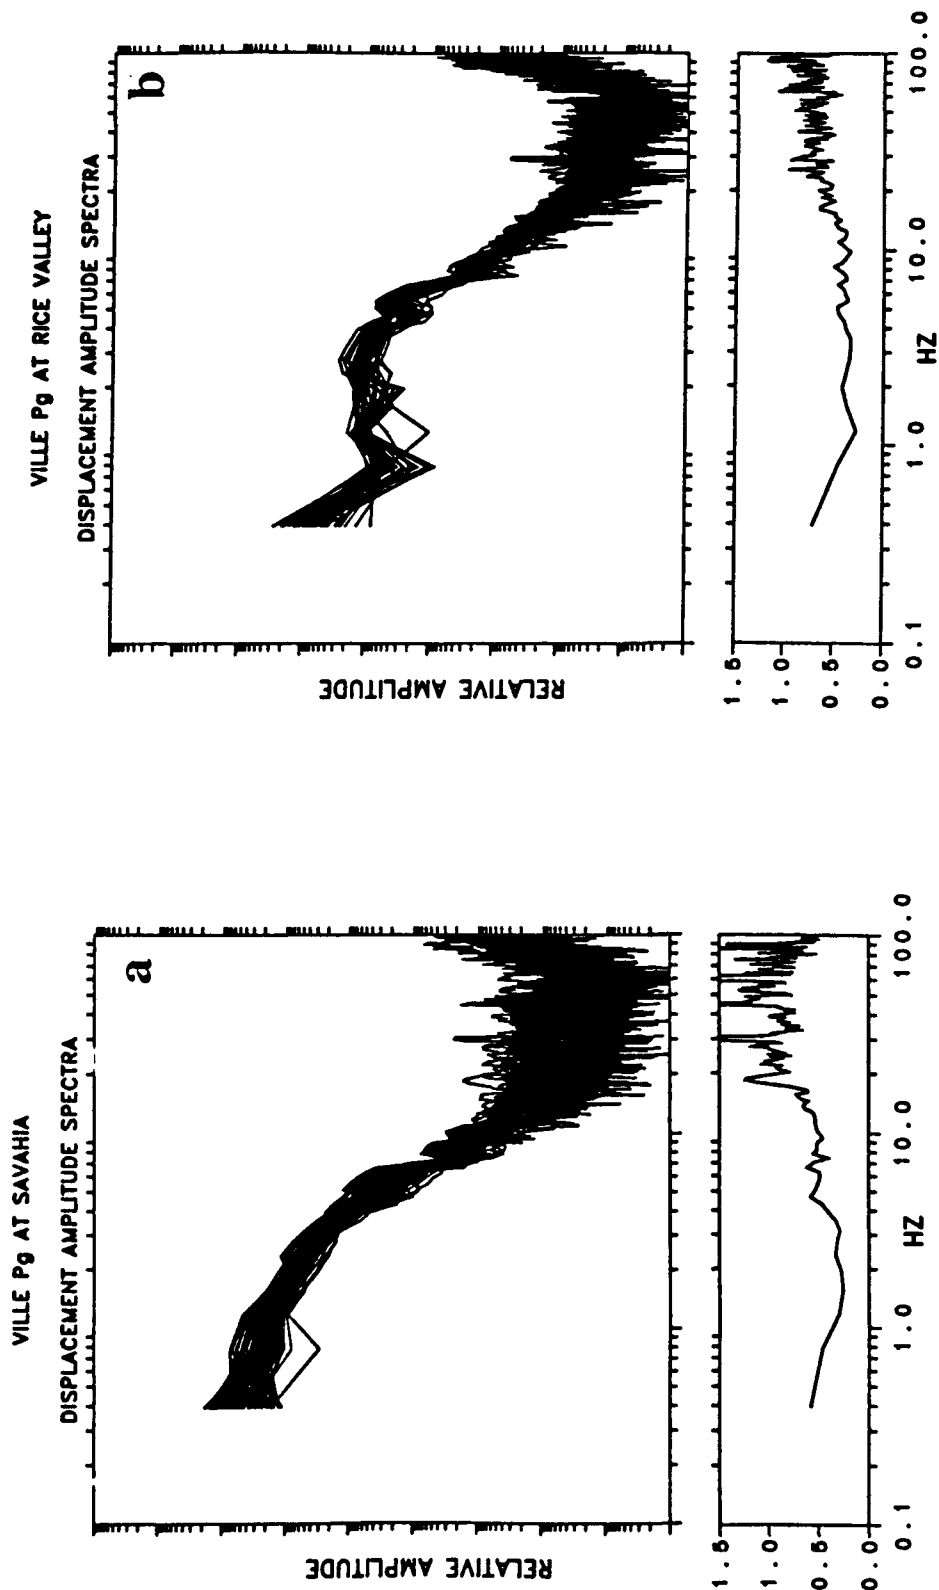 VILLE Pg AT SAVAHIA
DISPLACEMENT AMPLITUDE SPECTRA
a
RELATIVE AMPLITUDE
1.5
1.0
0.5
0.0
0.1
1.0
10.0
100.0
HZ
VILLE Pg AT RICE VALLEY
DISPLACEMENT AMPLITUDE SPECTRA
b
RELATIVE AMPLITUDE
1.5
1.0
0.5
0.0
0.1
1.0
10.0
100.0
HZ